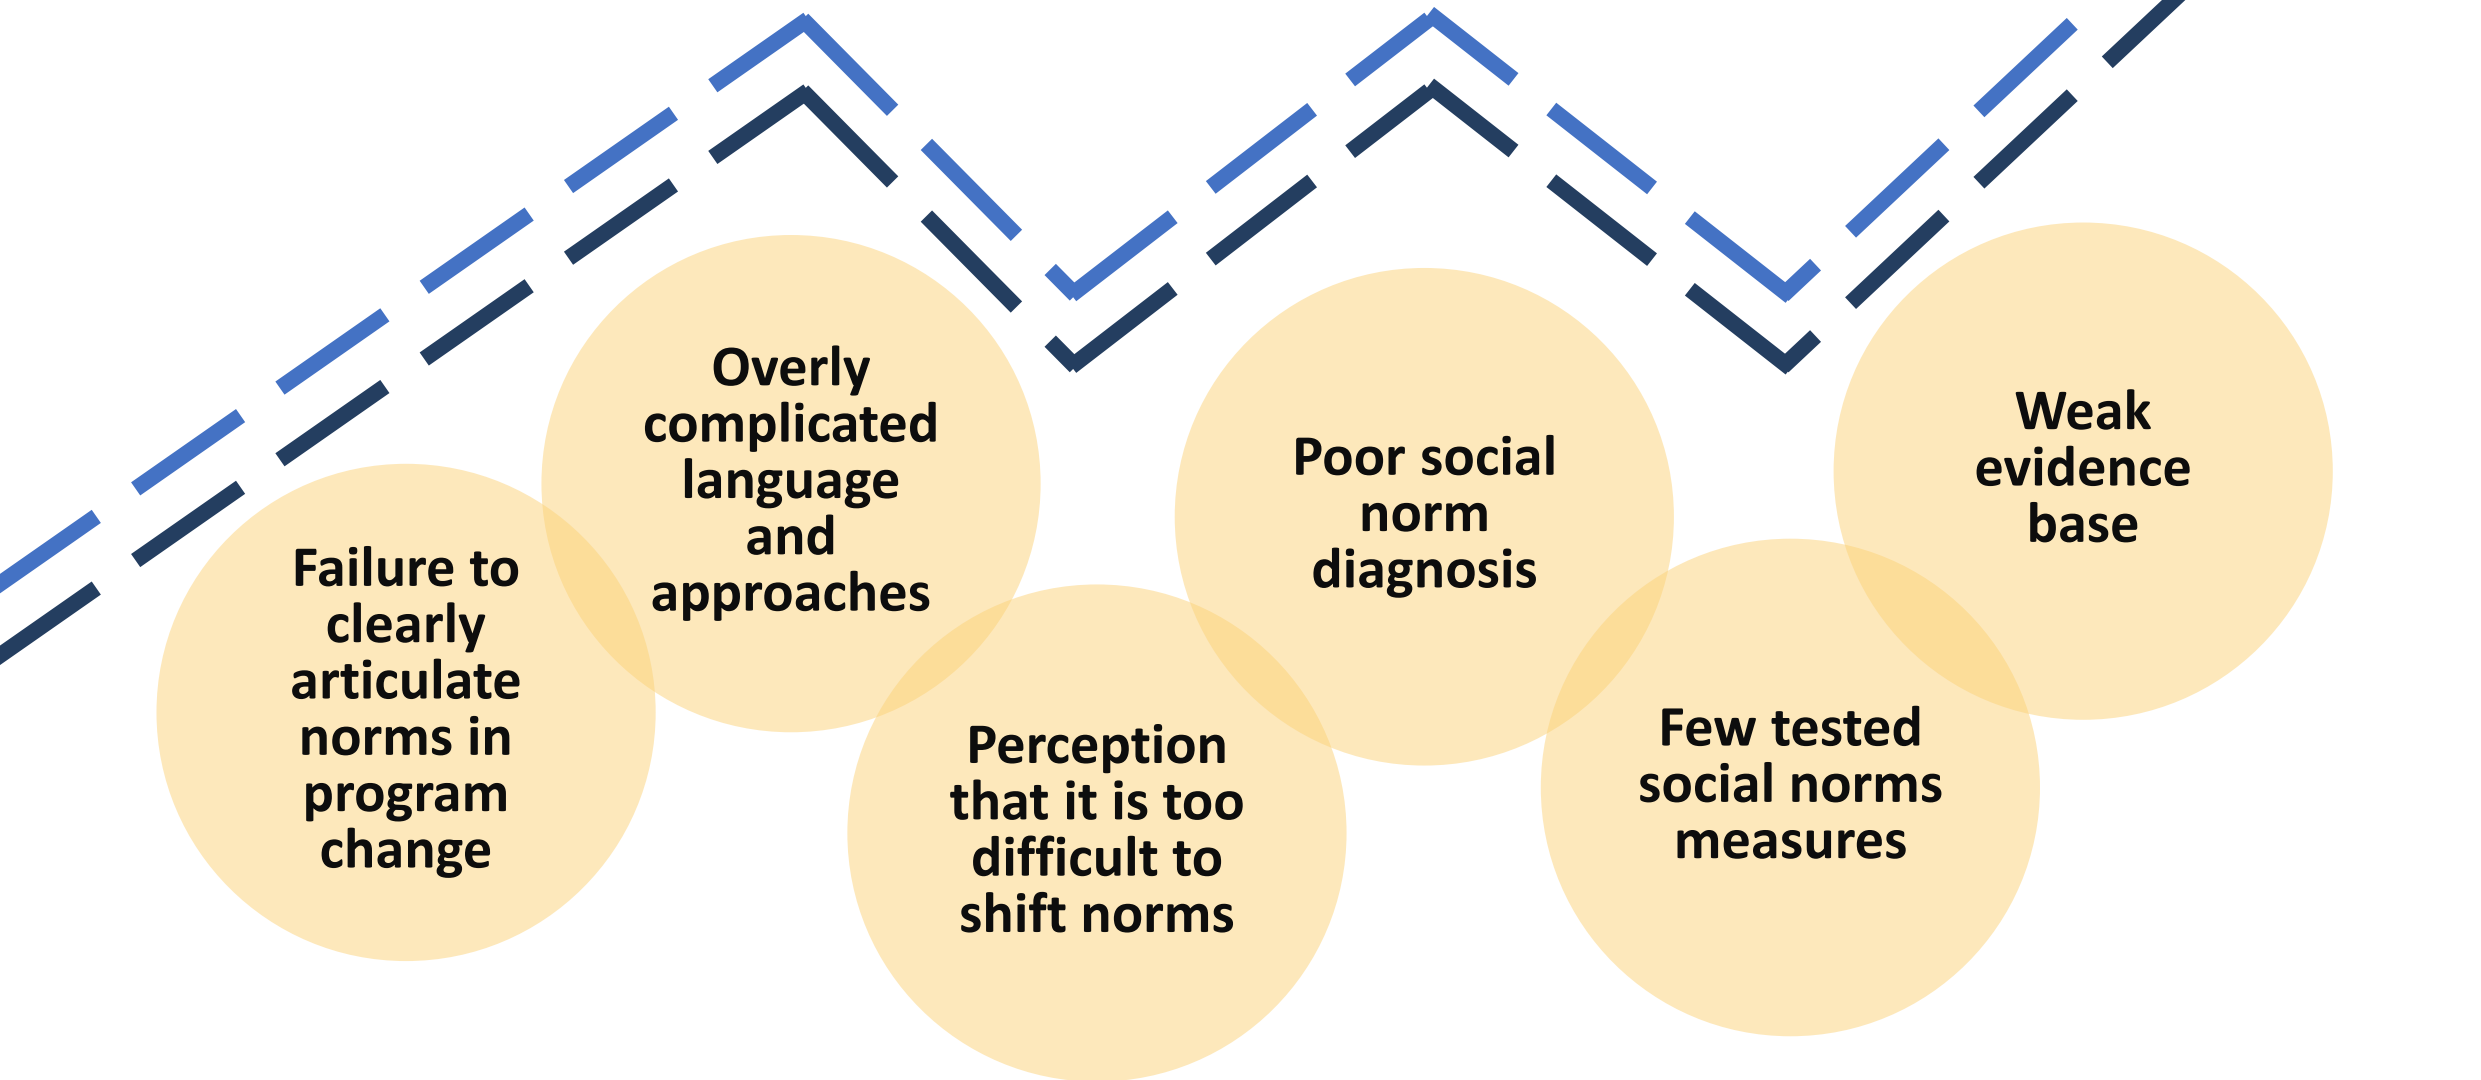 Failure to
clearly
articulate
norms in
program
change
Overly
complicated
language
and
approaches
Perception
that it is too
difficult to
shift norms
Poor social
norm
diagnosis
Few tested
social norms
measures
Weak
evidence
base